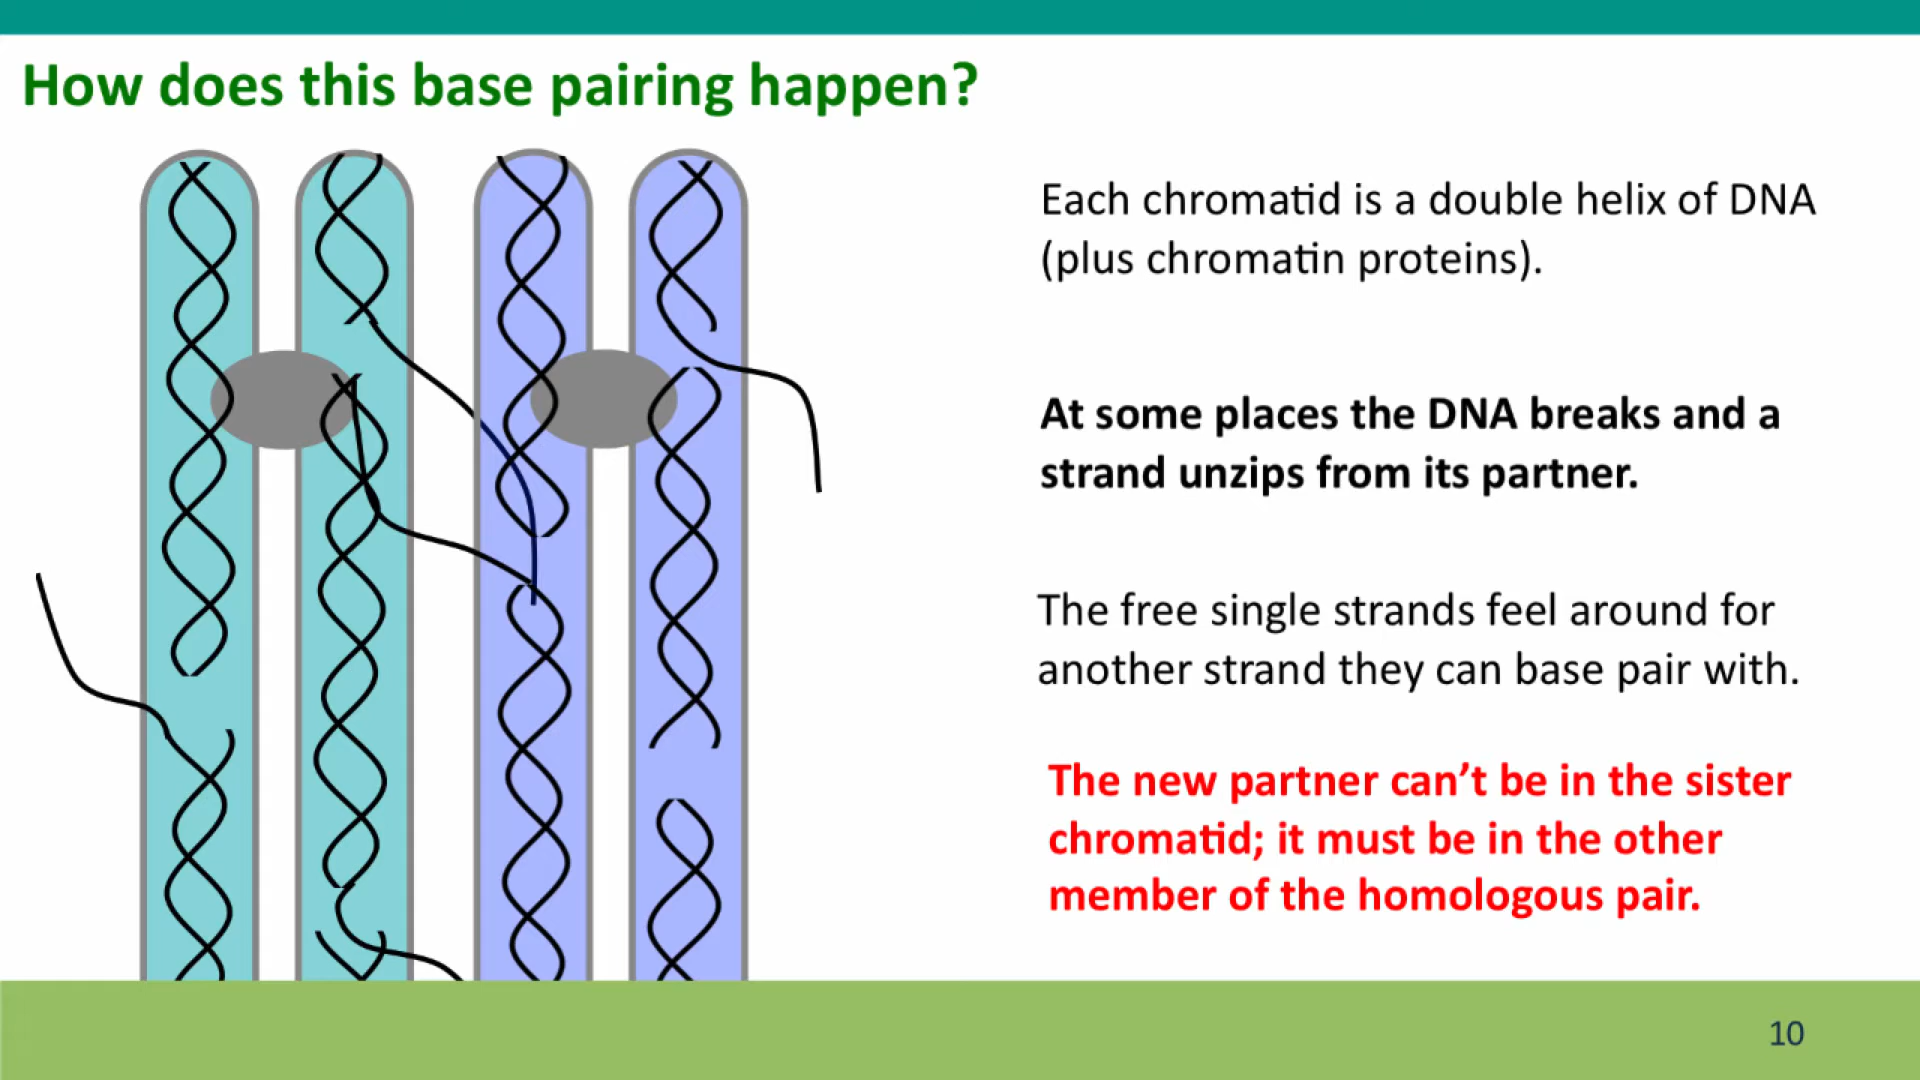 How does this base pairing happen?
Each chromatid is a double helix of DNA
(plus chromatin proteins).
At some places the DNA breaks and a
strand unzips from its partner.
The free single strands feel around for
another strand they can base pair with.
The new partner can’t be in the sister
chromatid; it must be in the other
member of the homologous pair.
10